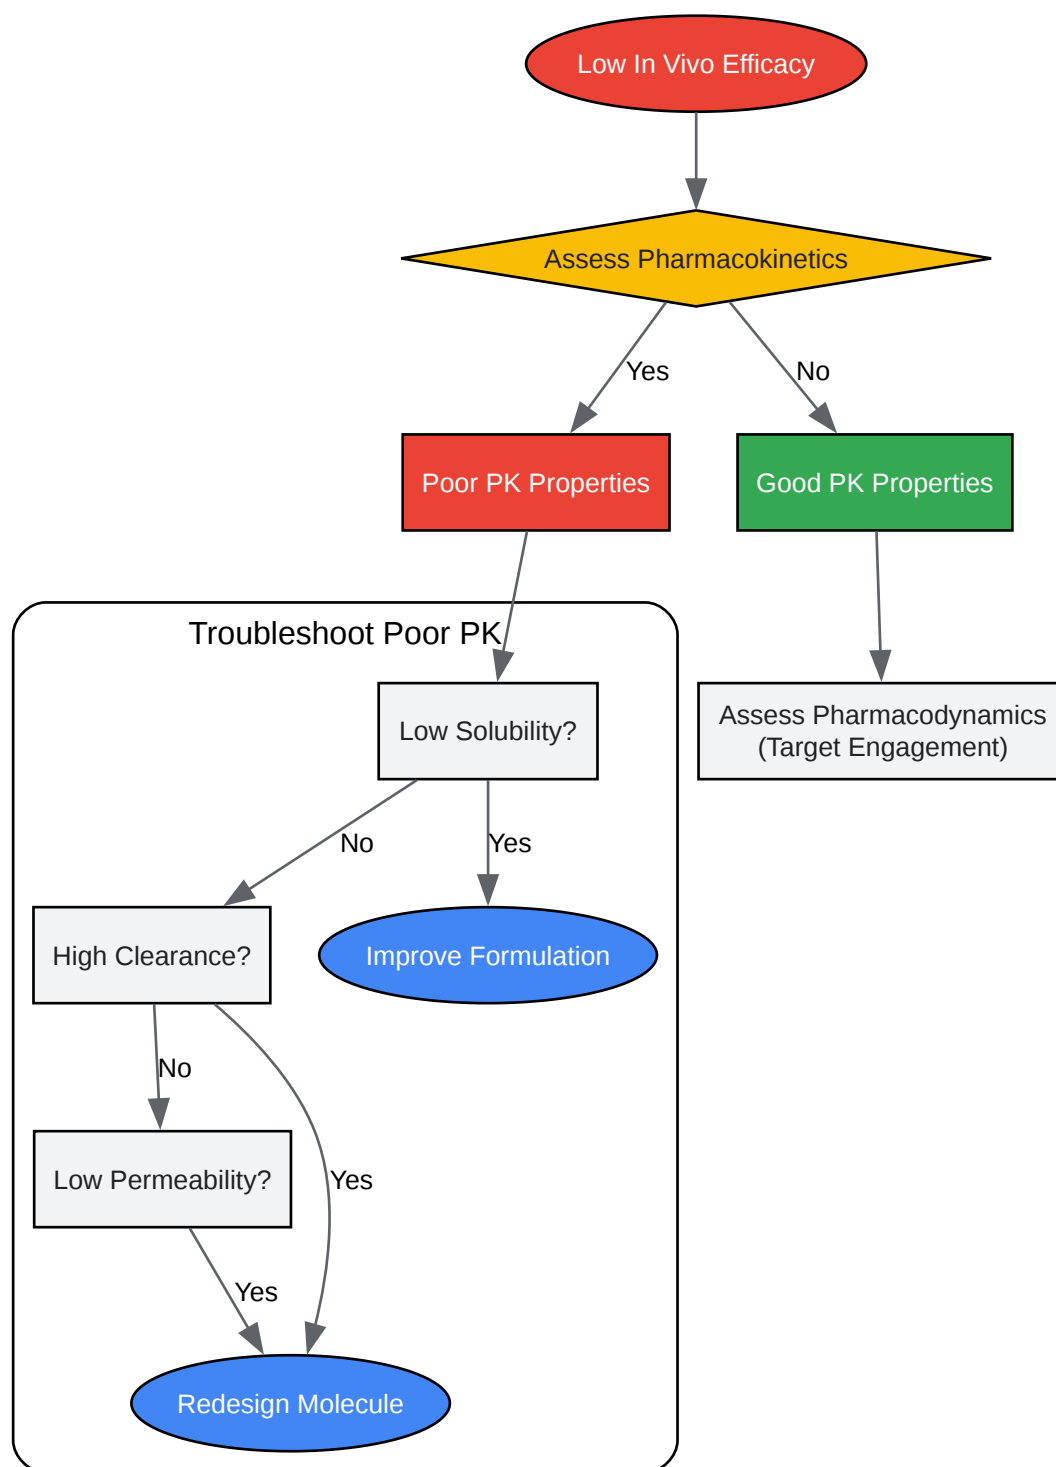 Low In Vivo Efficacy
Assess Pharmacokinetics
Yes
No
Poor PK Properties
Good PK Properties
Troubleshoot Poor PK
Low Solubility?
Assess Pharmacodynamics
(Target Engagement)
No
Yes
High Clearance?
Improve Formulation
No
Low Permeability?
Yes
Yes
Redesign Molecule